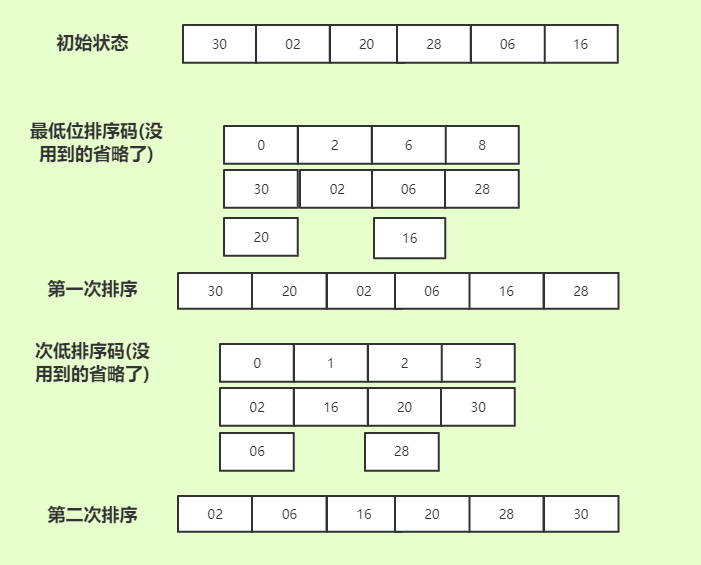 初始状态 30 02 20 28 06 16
最低位排序码(没
用到的省略了)
0 2 6 8
30 02 06 28
20 16
第一次排序 30 20 02 06 16 28
次低排序码(没
用到的省略了)
0 1 2 3
02 16 20 30
06 28
第二次排序 02 06 16 20 28 30